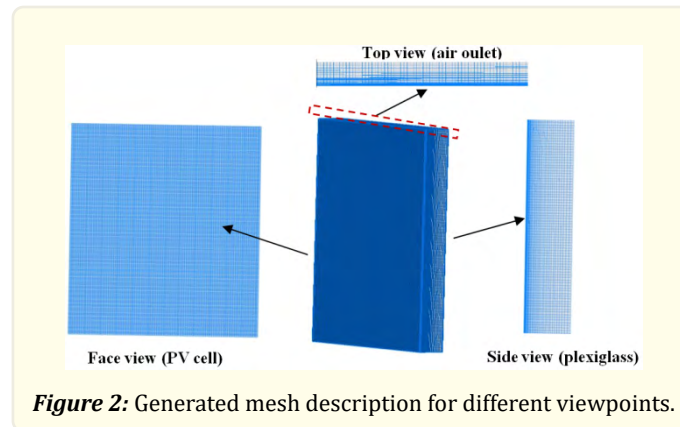 Top view (air oulet)
Face view (PV cell)
Side view (plexiglass)
Figure 2: Generated mesh description for different viewpoints.